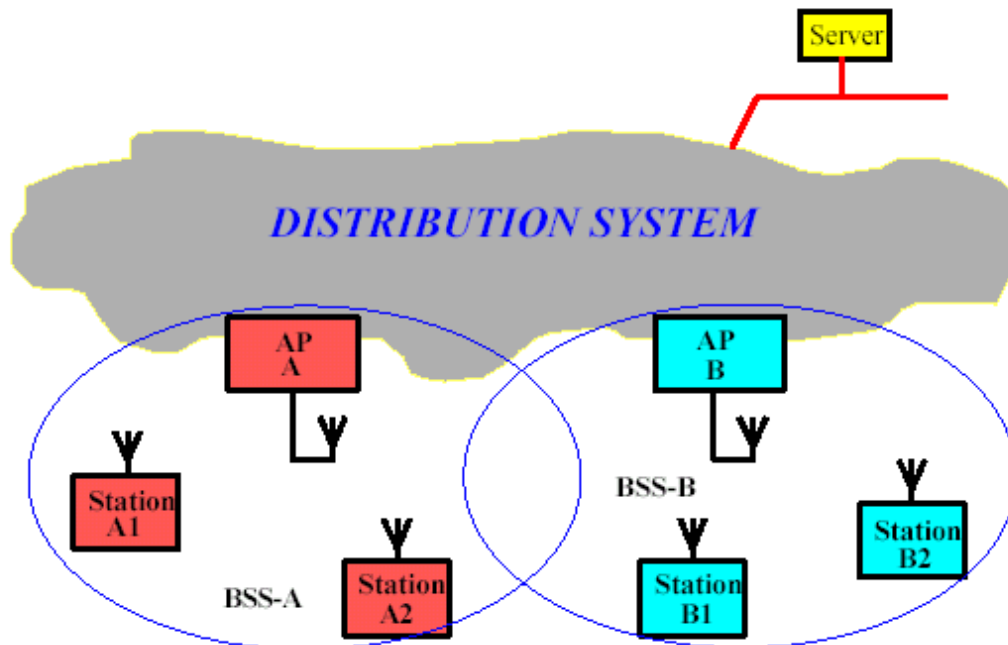 Server
DISTRIBUTION SYSTEM
AP
A
AP
B
Station
A1
BSS-A
Station
A2
BSS-B
Station
B1
Station
B2